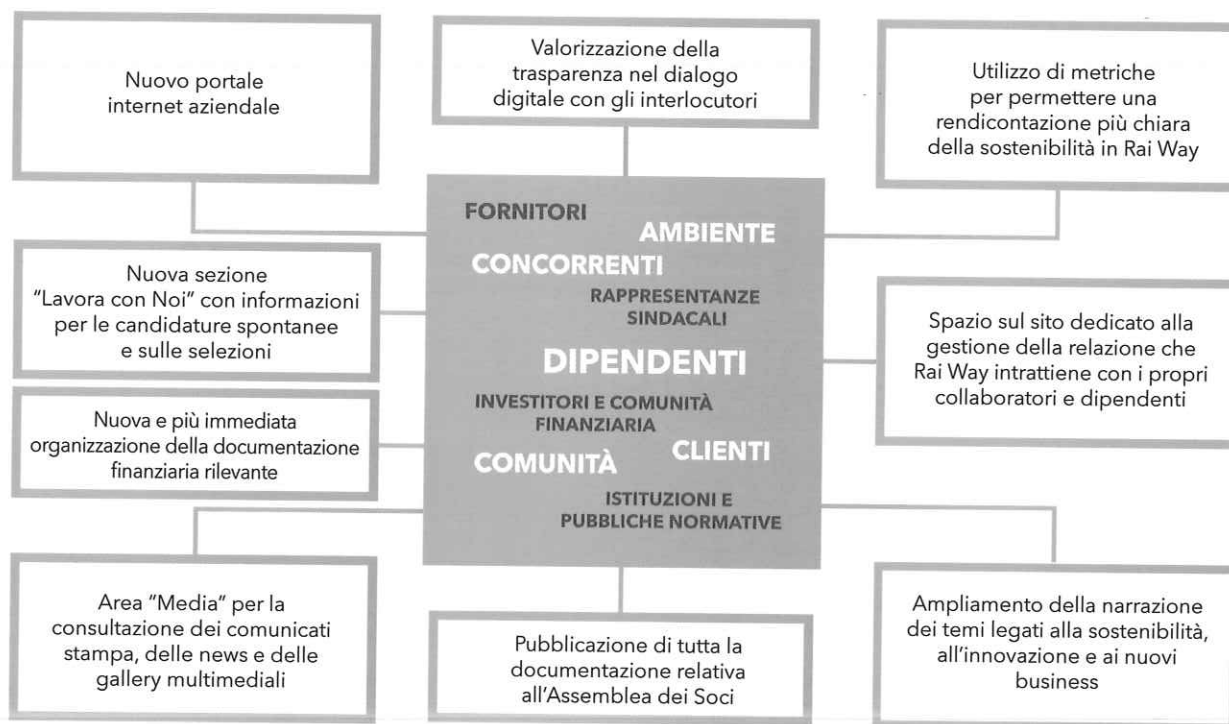 Nuovo portale
internet aziendale
Valorizzazione della
trasparenza nel dialogo
digitale con gli interlocutori
Utilizzo di metriche
per permettere una
rendicontazione più chiara
della sostenibilità in Rai Way
Nuova sezione
"Lavora con Noi" con informazioni
per le candidature spontanee
e sulle selezioni
Nuova e più immediata
organizzazione della documentazione
finanziaria rilevante
FORNITORI
AMBIENTE
CONCORRENTI
RAPPRESENTANZE
SINDACALI
DIPENDENTI
INVESTITORI E COMUNITÀ
FINANZIARIA
CLIENTI
COMUNITÀ
ISTITUZIONI E
PUBBLICHE NORMATIVE
Spazio sul sito dedicato alla
gestione della relazione che
Rai Way intrattiene con i propri
collaboratori e dipendenti
Area "Media" per la
consultazione dei comunicati
stampa, delle news e delle
gallery multimediali
Pubblicazione di tutta la
documentazione relativa
all'Assemblea dei Soci
Ampliamento della narrazione
dei temi legati alla sostenibilità,
all'innovazione e ai nuovi
business